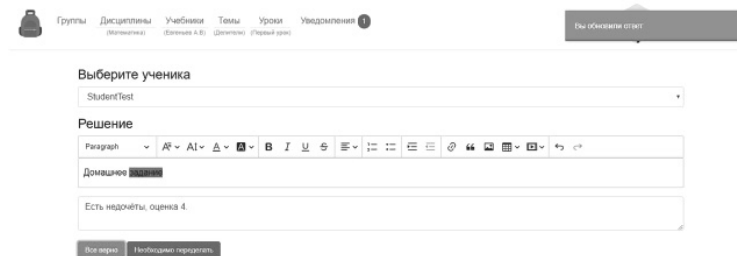 Группы Дисциплины Учебники Темы Уроки Уведомления 1
(Математика) (Евгеньев А.В) (Делители) (Первый урок)
Вы обновили ответ
Выберите ученика
StudentTest
Решение
Paragraph
Домашнее задание
Есть недочёты, оценка 4.
Все верно Необходимо переделать